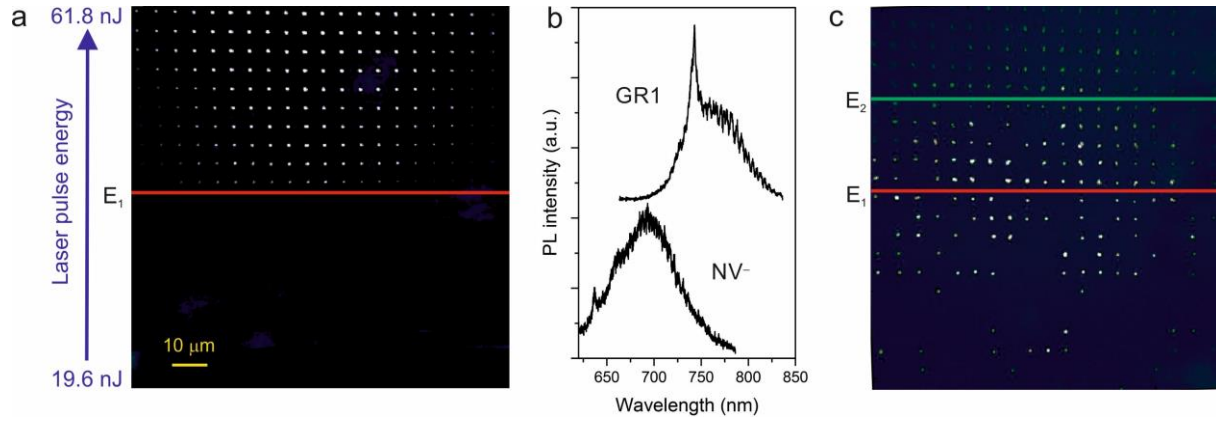 a
61.8 nJ
Laser pulse energy
E₁
19.6 nJ
10 μm
b
PL intensity (a.u.)
GR1
NV⁻
650 700 750 800 850
Wavelength (nm)
c
E₂
E₁